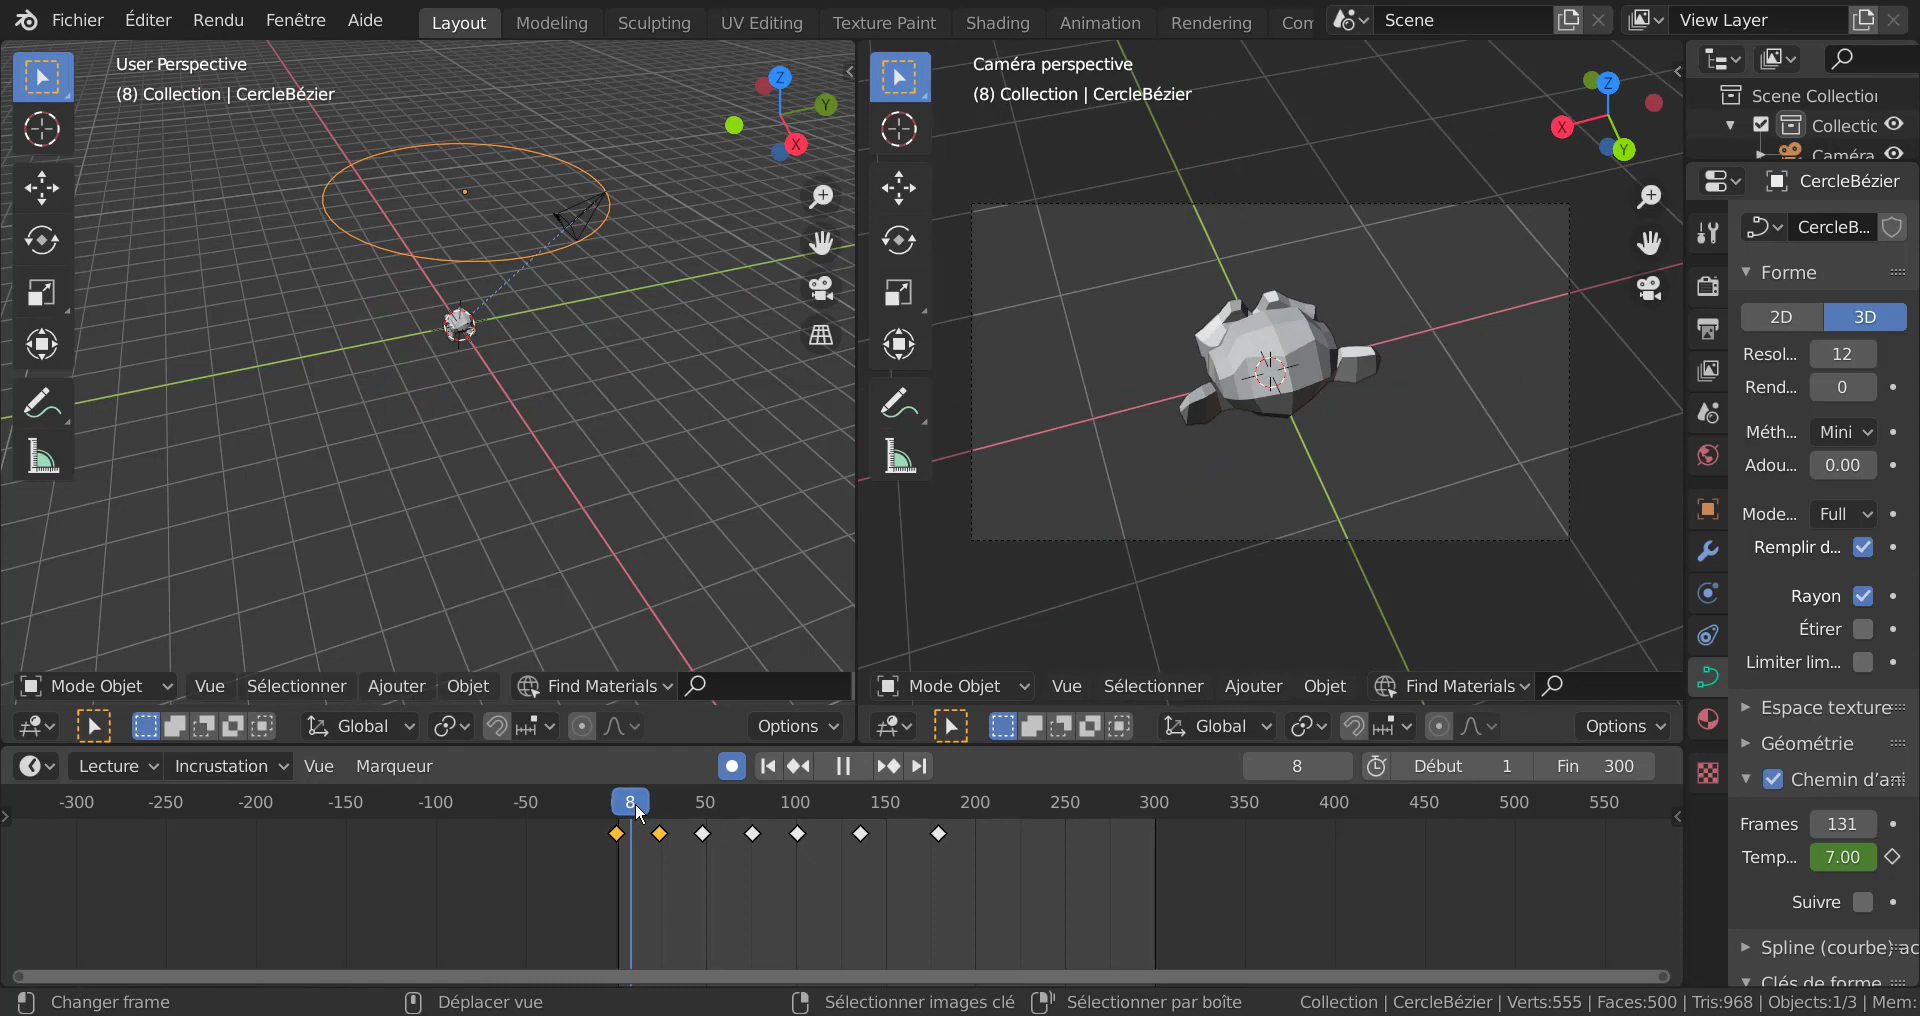 Fichier Éditer Rendu Fenêtre Aide Layout Modeling Sculpting UV Editing Texture Paint Shading Animation Rendering Scene View Layer
User Perspective
(8) Collection | CercleBézier
Z
Y
X
Caméra perspective
(8) Collection | CercleBézier
Z
X
Y
Scene Collection
Caméra
CercleBézier
CercleB...
Forme
2D 3D
Resol... 12
Rend... 0
Méth... Mini
Adou... 0.00
Mode... Full
Remplir d...
Rayon
Étirer
Limiter lim...
Espace texture
Géométrie
Chemin d'ani
Frames 131
Temp... 7.00
Suivre
Spline (courbe) ac
Clés de forme
Mode Objet Vue Sélectionner Ajouter Objet Find Materials
Global Options
Mode Objet Vue Sélectionner Ajouter Objet Find Materials
Global Options
Lecture Incrustation Vue Marqueur 8 Début 1 Fin 300
-300 -250 -200 -150 -100 -50 8 50 100 150 200 250 300 350 400 450 500 550
Changer frame Déplacer vue Sélectionner images clé Sélectionner par boîte Collection | CercleBézier | Verts:555 | Faces:500 | Tris:968 | Objects:1/3 | Mem: